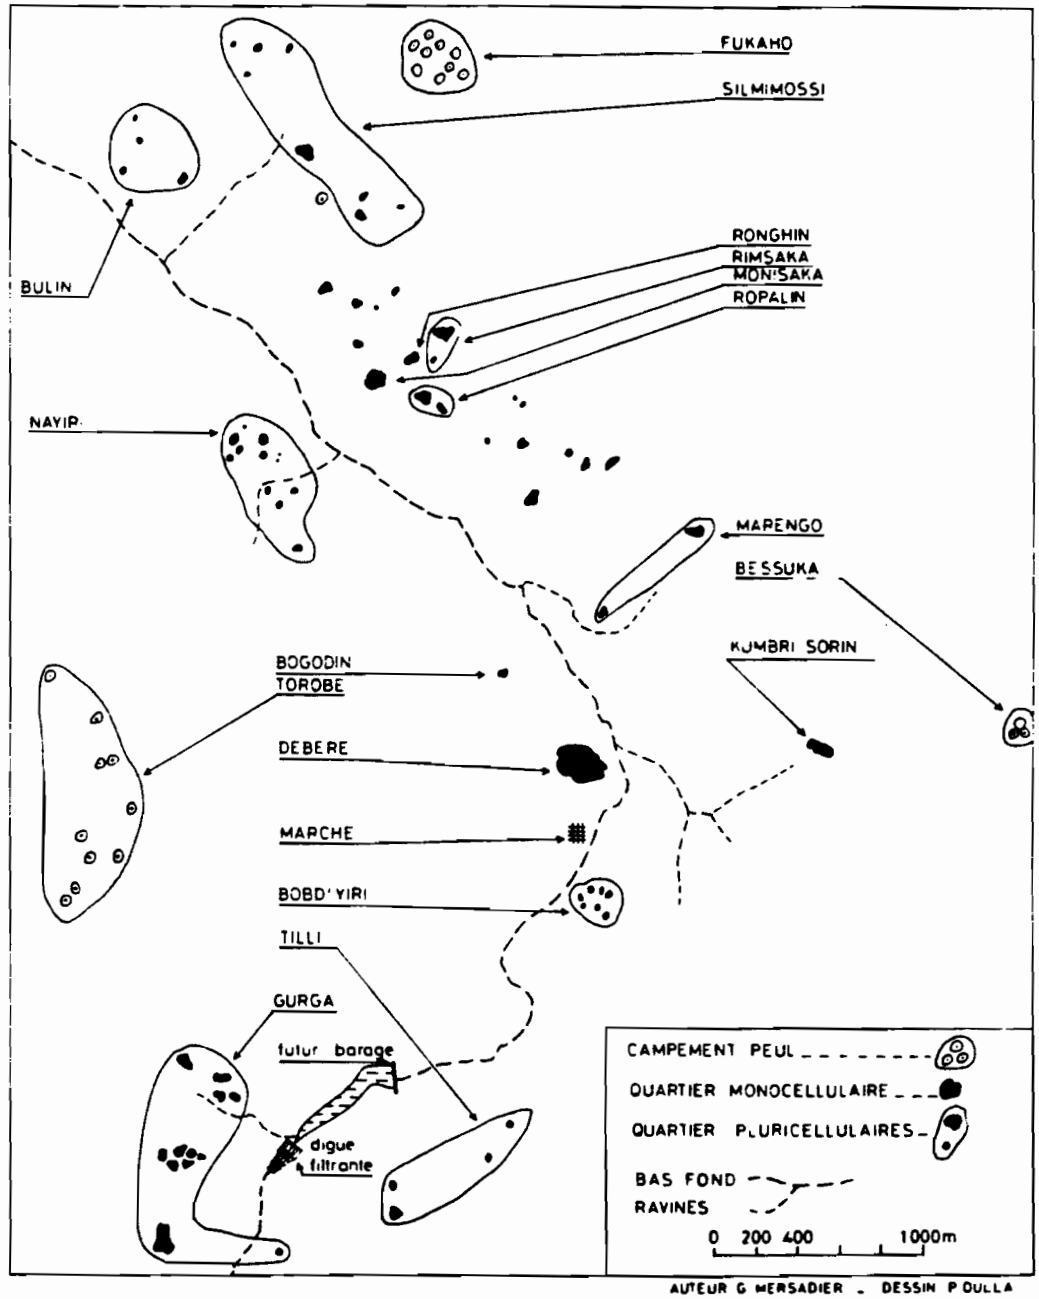 FUKAHO
SILMIMOSSI
RONGHIN
RIMSAKA
MONSAKA
ROPALIN
BULIN
NAYIR
MARENGO
BESSUKA
KUMBRI SORIN
BOGODIN
TOROBE
DEBERE
MARCHE
BOBD'YIRI
TILLI
GURGA
futur barage
digue
filtrante
CAMPEMENT PEUL
QUARTIER MONOCELLULAIRE
QUARTIER PLURICELLULAIRES
BAS FOND
RAVINES
0 200 400 1000m
AUTEUR G MERSADIER _ DESSIN P OULLA